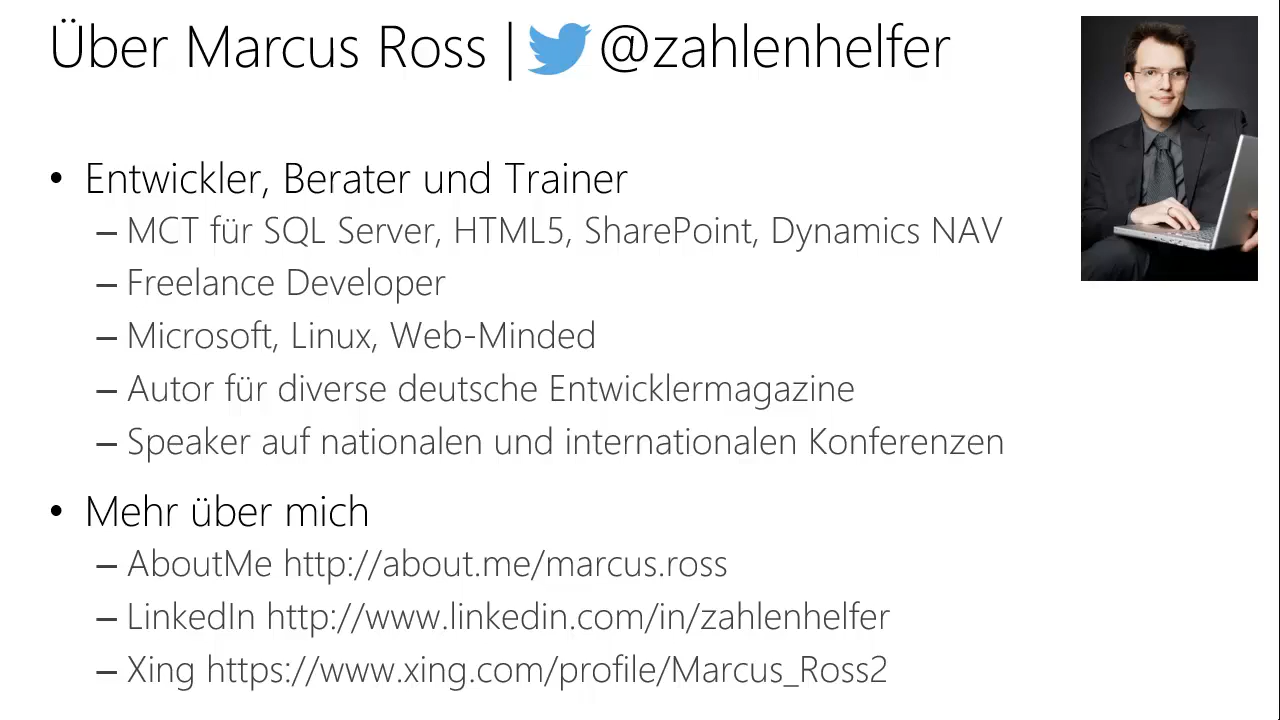 Über Marcus Ross | @zahlenhelfer
• Entwickler, Berater und Trainer
– MCT für SQL Server, HTML5, SharePoint, Dynamics NAV
– Freelance Developer
– Microsoft, Linux, Web-Minded
– Autor für diverse deutsche Entwicklermagazine
– Speaker auf nationalen und internationalen Konferenzen
• Mehr über mich
– AboutMe http://about.me/marcus.ross
– LinkedIn http://www.linkedin.com/in/zahlenhelfer
– Xing https://www.xing.com/profile/Marcus_Ross2